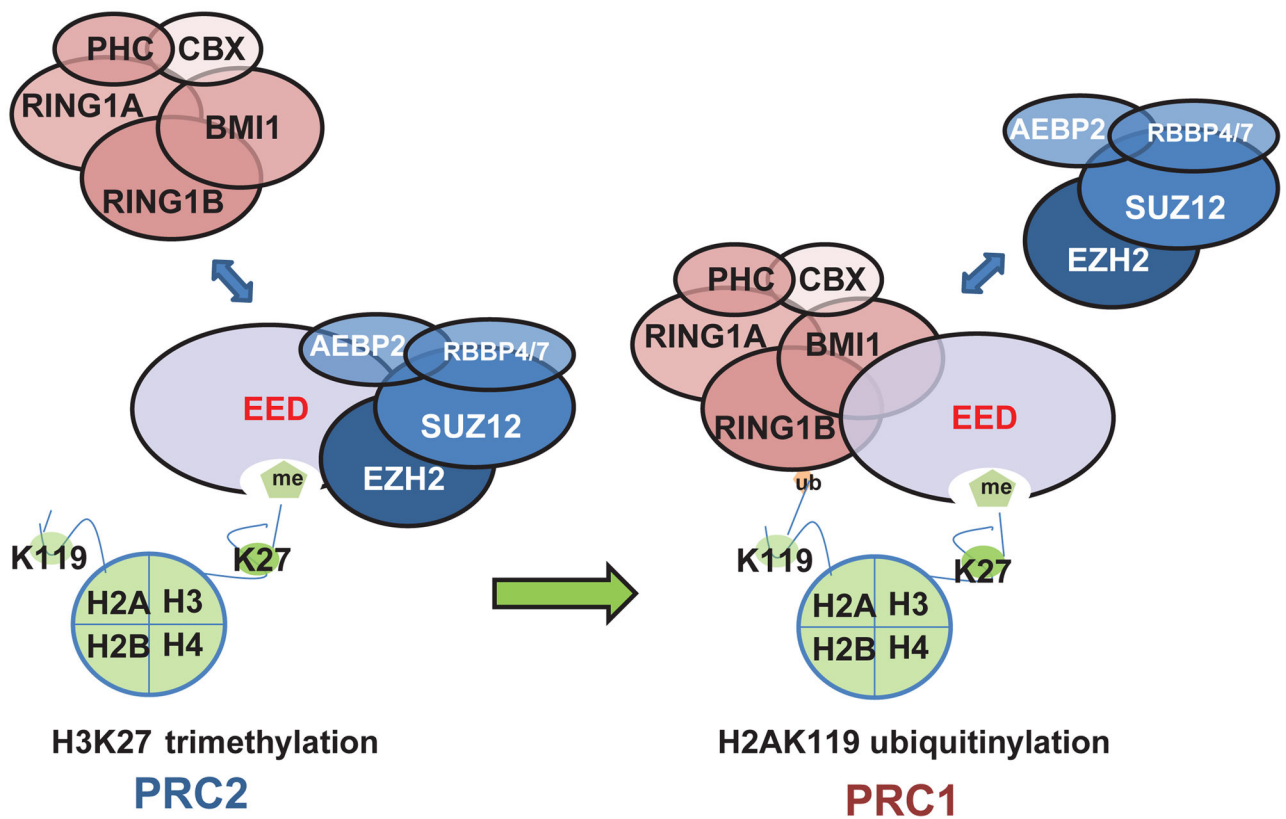 PHC CBX
RING1A
BMI1
RING1B
AEBP2
RBBP4/7
EED
SUZ12
EZH2
me
K119
K27
H2A H3
H2B H4
H3K27 trimethylation
PRC2
AEBP2
RBBP4/7
SUZ12
EZH2
PHC CBX
RING1A
BMI1
RING1B
EED
ub
me
K119
K27
H2A H3
H2B H4
H2AK119 ubiquitinylation
PRC1